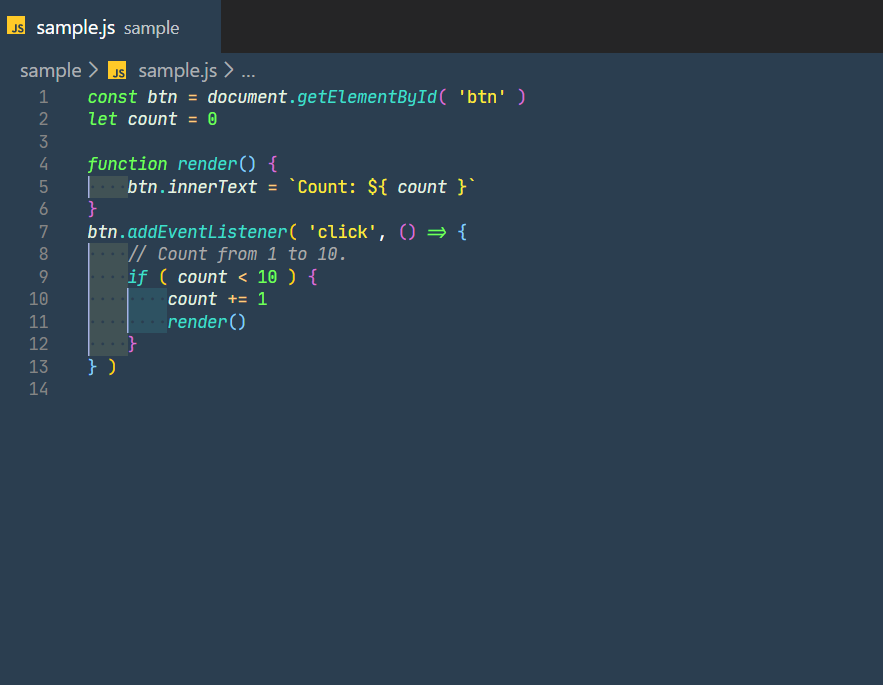 JS sample.js sample
sample > JS sample.js > ...
1 const btn = document.getElementById( 'btn' )
2 let count = 0
3
4 function render() {
5 ····btn.innerText = `Count: ${ count }`
6 }
7 btn.addEventListener( 'click', () => {
8 ····// Count from 1 to 10.
9 ····if ( count < 10 ) {
10 ········count += 1
11 ········render()
12 ····}
13 } )
14